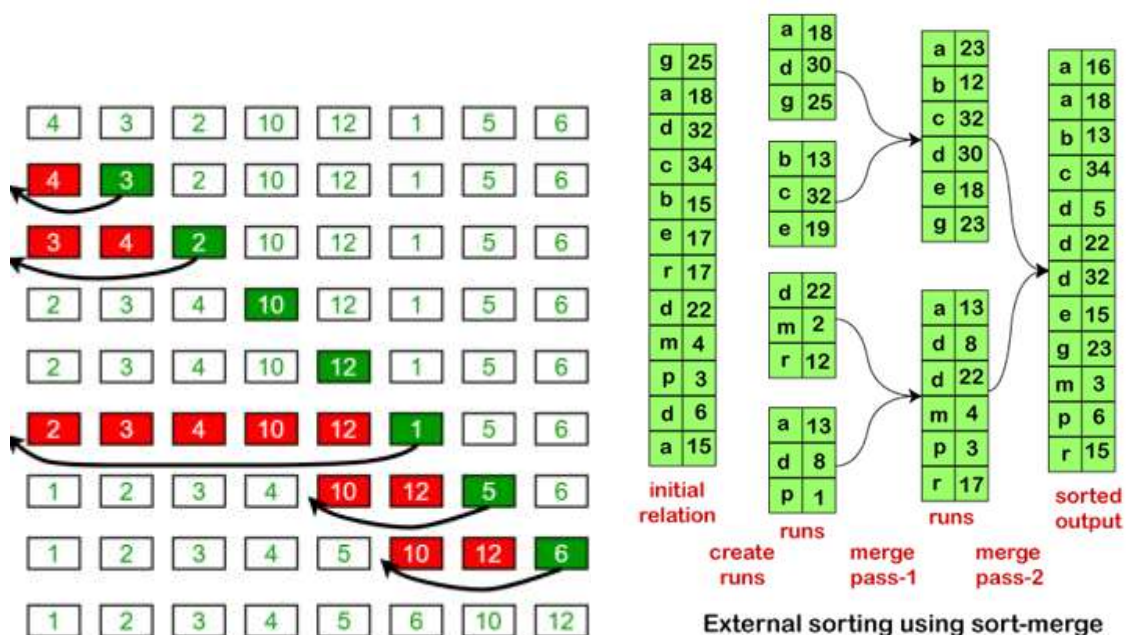 4 3 2 10 12 1 5 6
4 3 2 10 12 1 5 6
3 4 2 10 12 1 5 6
2 3 4 10 12 1 5 6
2 3 4 10 12 1 5 6
2 3 4 10 12 1 5 6
1 2 3 4 10 12 5 6
1 2 3 4 5 10 12 6
1 2 3 4 5 6 10 12
g 25
a 18
d 32
c 34
b 15
e 17
r 17
d 22
m 4
p 3
d 6
a 15
initial
relation
a 18
d 30
g 25
b 13
c 32
e 19
d 22
m 2
r 12
a 13
d 8
p 1
runs
create
runs
a 23
b 12
c 32
d 30
e 18
g 23
a 13
d 8
d 22
m 4
p 3
r 17
runs
merge
pass-1
a 16
a 18
b 13
c 34
d 5
d 22
d 32
e 15
g 23
m 3
p 6
r 15
sorted
output
merge
pass-2
External sorting using sort-merge